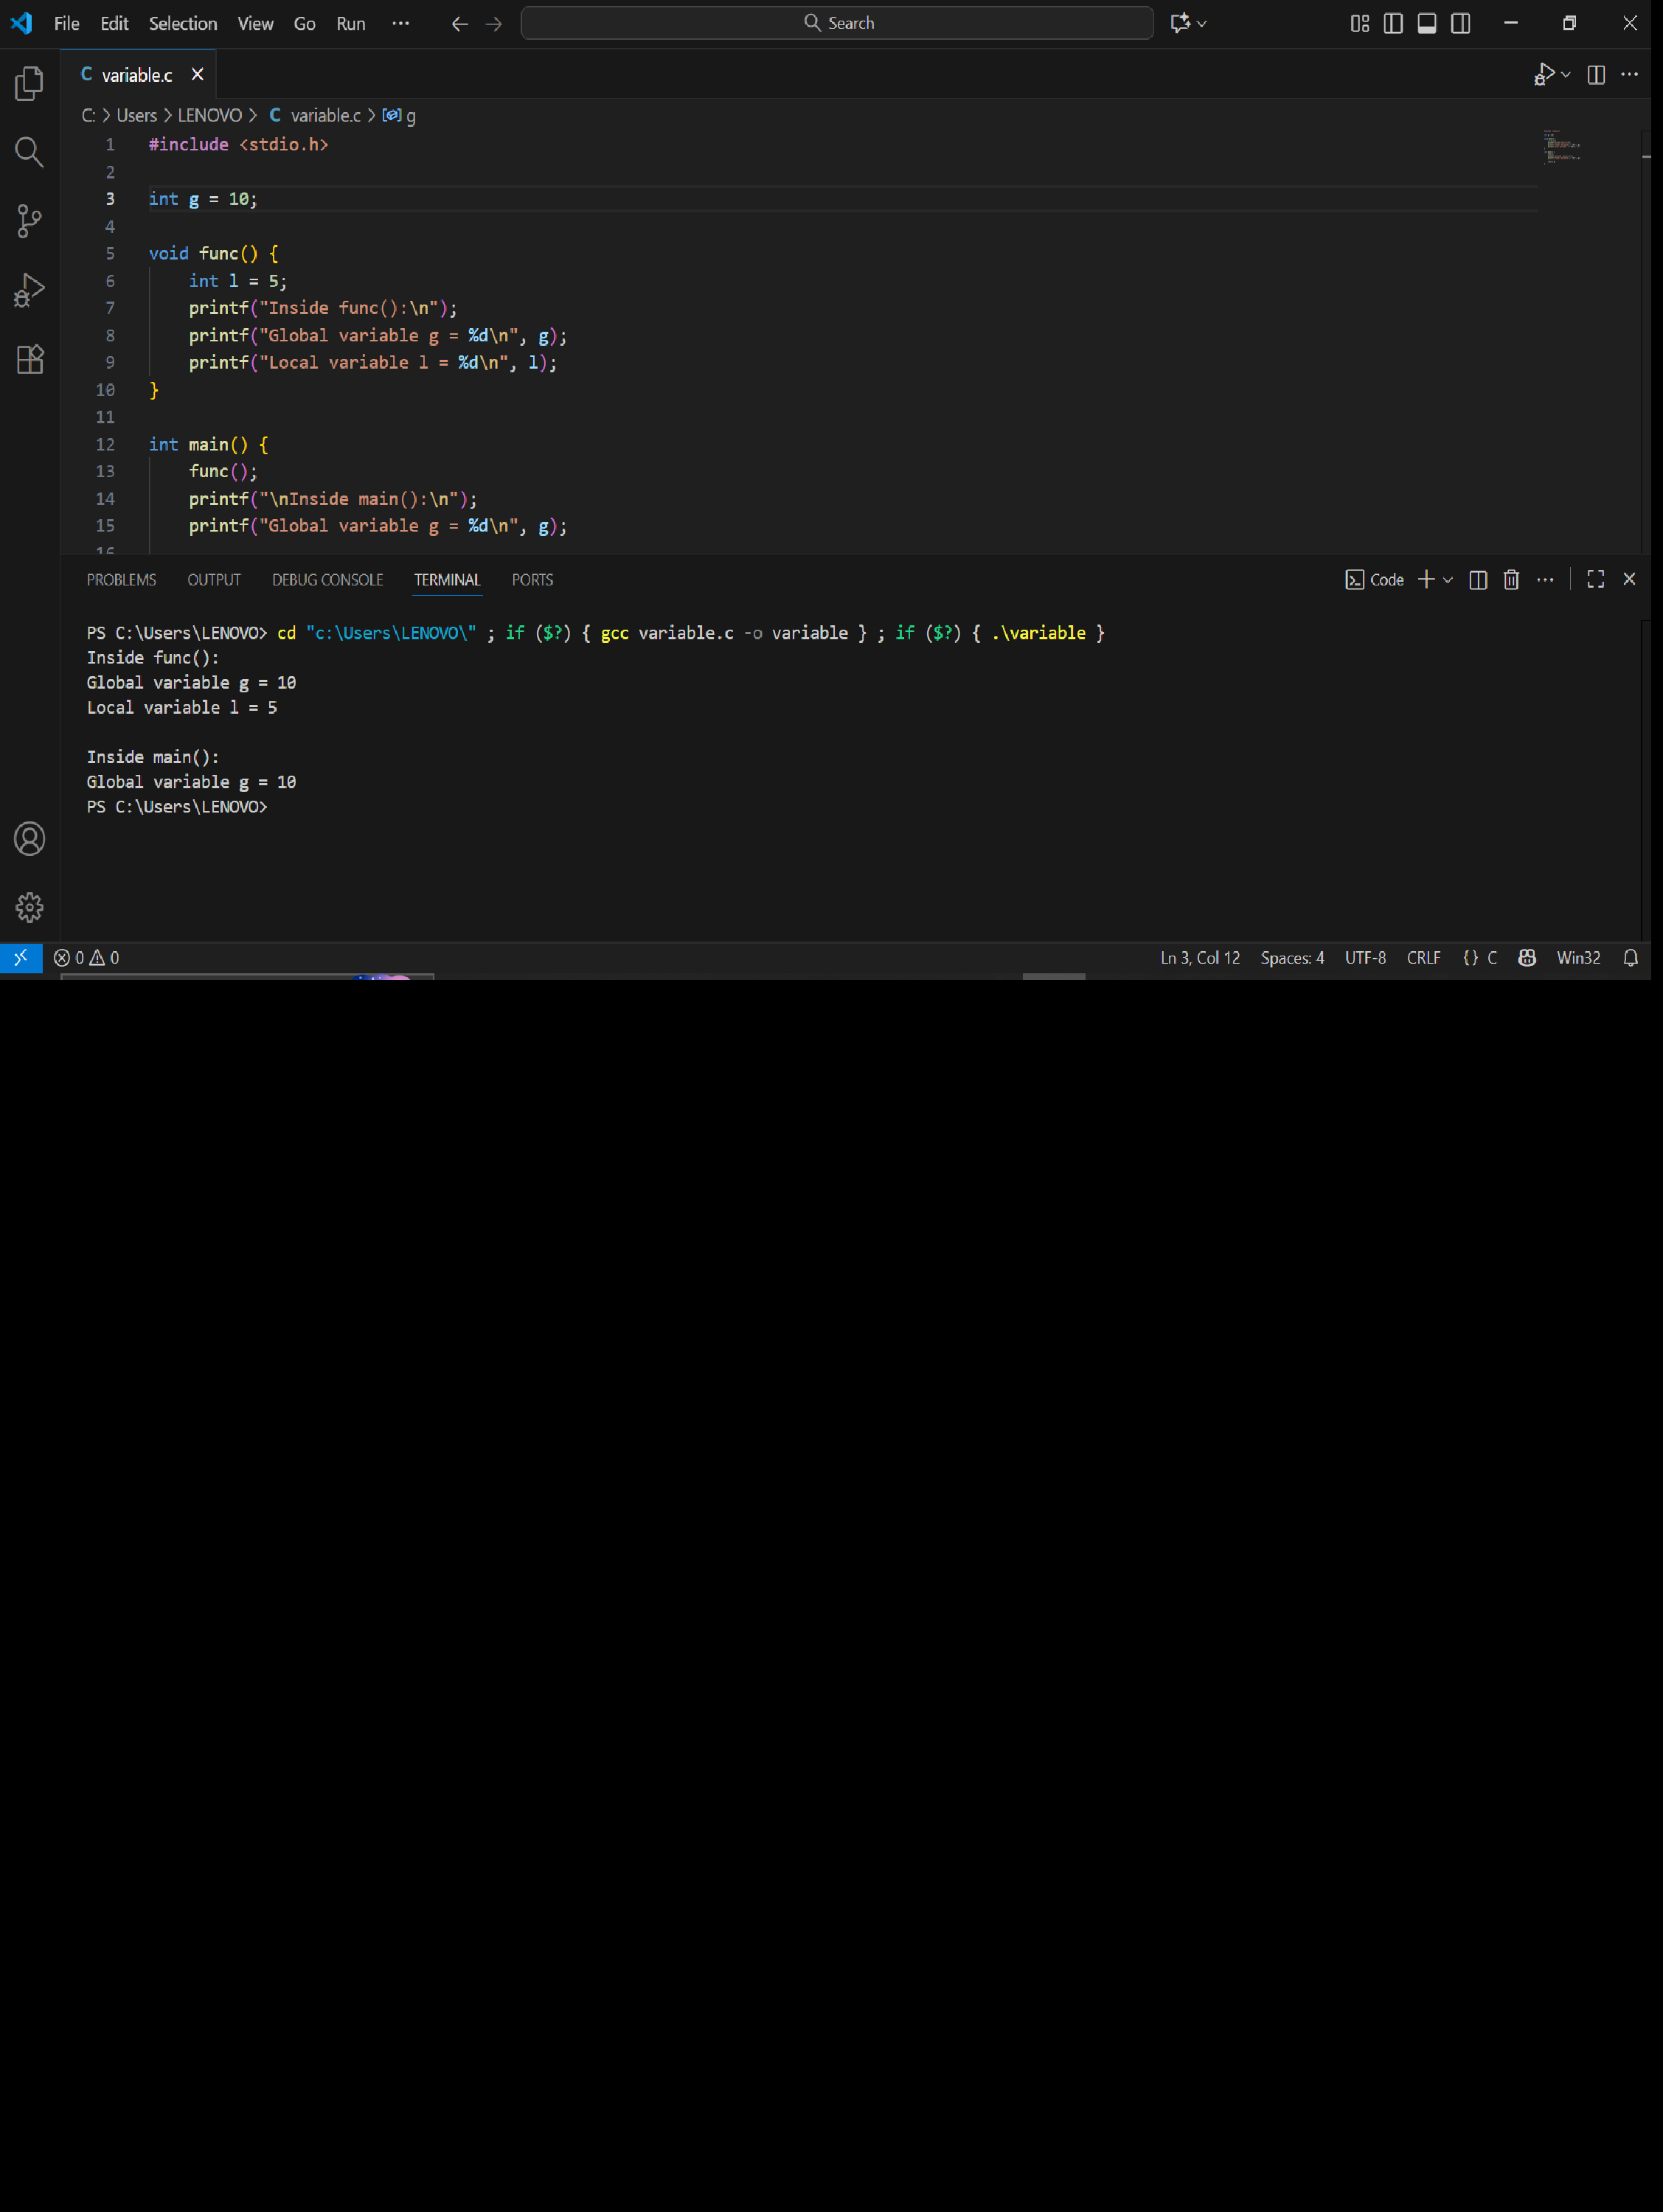 File Edit Selection View Go Run ··· Search
C variable.c
C: > Users > LENOVO > C variable.c > g
1 #include <stdio.h>
2
3 int g = 10;
4
5 void func() {
6     int l = 5;
7     printf("Inside func():\n");
8     printf("Global variable g = %d\n", g);
9     printf("Local variable l = %d\n", l);
10 }
11
12 int main() {
13     func();
14     printf("\nInside main():\n");
15     printf("Global variable g = %d\n", g);
16
PROBLEMS OUTPUT DEBUG CONSOLE TERMINAL PORTS Code
PS C:\Users\LENOVO> cd "c:\Users\LENOVO\" ; if ($?) { gcc variable.c -o variable } ; if ($?) { .\variable }
Inside func():
Global variable g = 10
Local variable l = 5
Inside main():
Global variable g = 10
PS C:\Users\LENOVO>
0 0 Ln 3, Col 12 Spaces: 4 UTF-8 CRLF {} C Win32